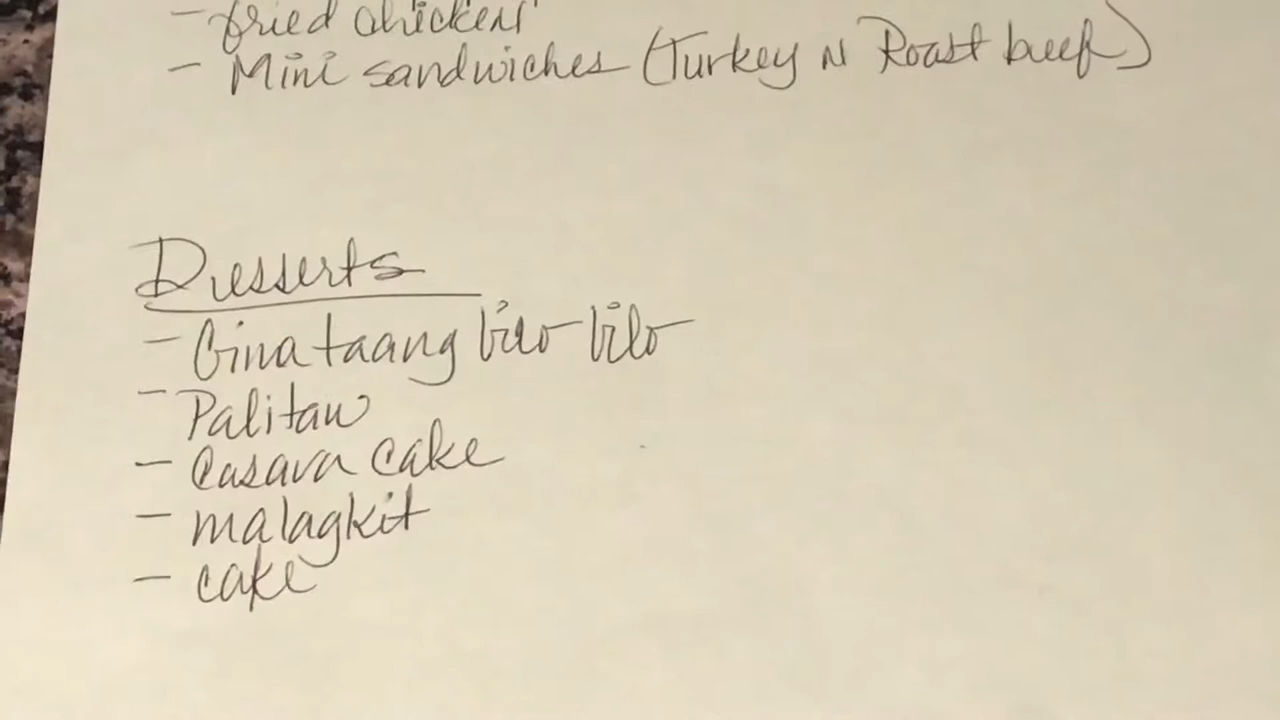 - fried chicken
- Mini sandwiches (Turkey N Roast beef)
Desserts
- Ginataang bilo-bilo
- Palitaw
- Casava cake
- malagkit
- cake